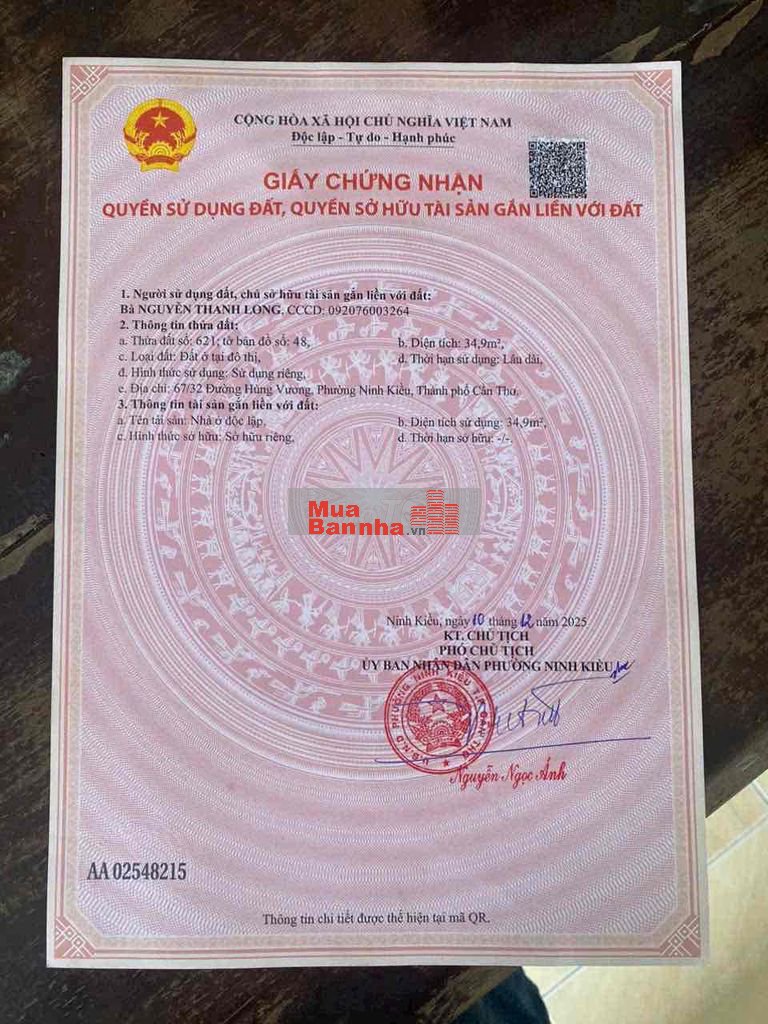 CỘNG HÒA XÃ HỘI CHỦ NGHĨA VIỆT NAM
Độc lập - Tự do - Hạnh phúc
GIẤY CHỨNG NHẬN
QUYỀN SỬ DỤNG ĐẤT, QUYỀN SỞ HỮU TÀI SẢN GẮN LIỀN VỚI ĐẤT
1. Người sử dụng đất, chủ sở hữu tài sản gắn liền với đất:
Bà NGUYỄN THANH LONG, CCCD: 092076003264
2. Thông tin thửa đất:
a. Thửa đất số: 621; tờ bản đồ số: 48, b. Diện tích: 34,9m²,
c. Loại đất: Đất ở tại đô thị, d. Thời hạn sử dụng: Lâu dài,
đ. Hình thức sử dụng: Sử dụng riêng,
e. Địa chỉ: 67/32 Đường Hùng Vương, Phường Ninh Kiều, Thành phố Cần Thơ.
3. Thông tin tài sản gắn liền với đất:
a. Tên tài sản: Nhà ở độc lập, b. Diện tích sử dụng: 34,9m²,
c. Hình thức sở hữu: Sở hữu riêng, d. Thời hạn sở hữu: -/-.
Mua
Bannha.vn
Ninh Kiều, ngày 10 tháng 12 năm 2025
KT. CHỦ TỊCH
PHÓ CHỦ TỊCH
ỦY BAN NHÂN DÂN PHƯỜNG NINH KIỀU
U.B.N.D PHƯỜNG NINH KIỀU T.P CẦN THƠ
Nguyễn Ngọc Ánh
AA 02548215
Thông tin chi tiết được thể hiện tại mã QR.